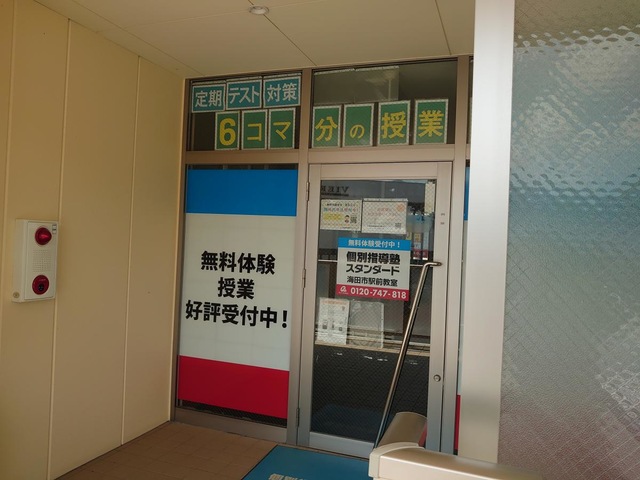 定期 テスト 対策
6コマ分の授業
無料体験
授業
好評受付中!
無料体験受付中!
個別指導塾
スタンダード
海田市駅前教室
0120-747-818